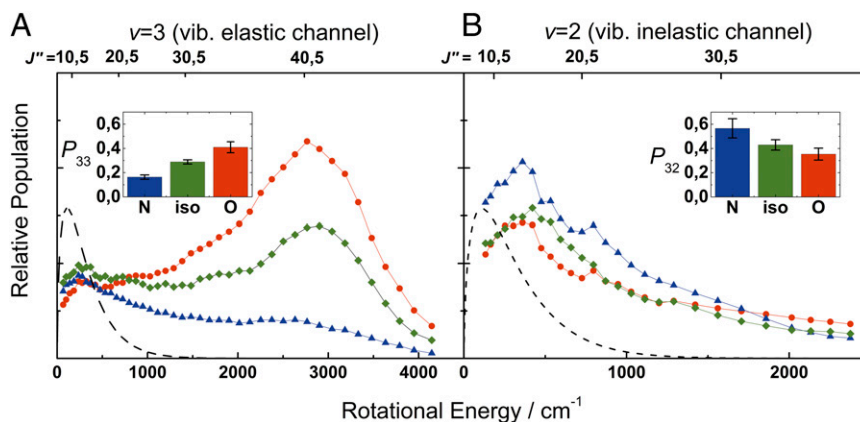 A
v=3 (vib. elastic channel)
J"=10,5 20,5 30,5 40,5
B
v=2 (vib. inelastic channel)
10,5 20,5 30,5
Relative Population
P33
0,6
0,4
0,2
0,0
N iso O
P32
0,6
0,4
0,2
0,0
N iso O
0 1000 2000 3000 4000
1000 2000
Rotational Energy / cm⁻¹